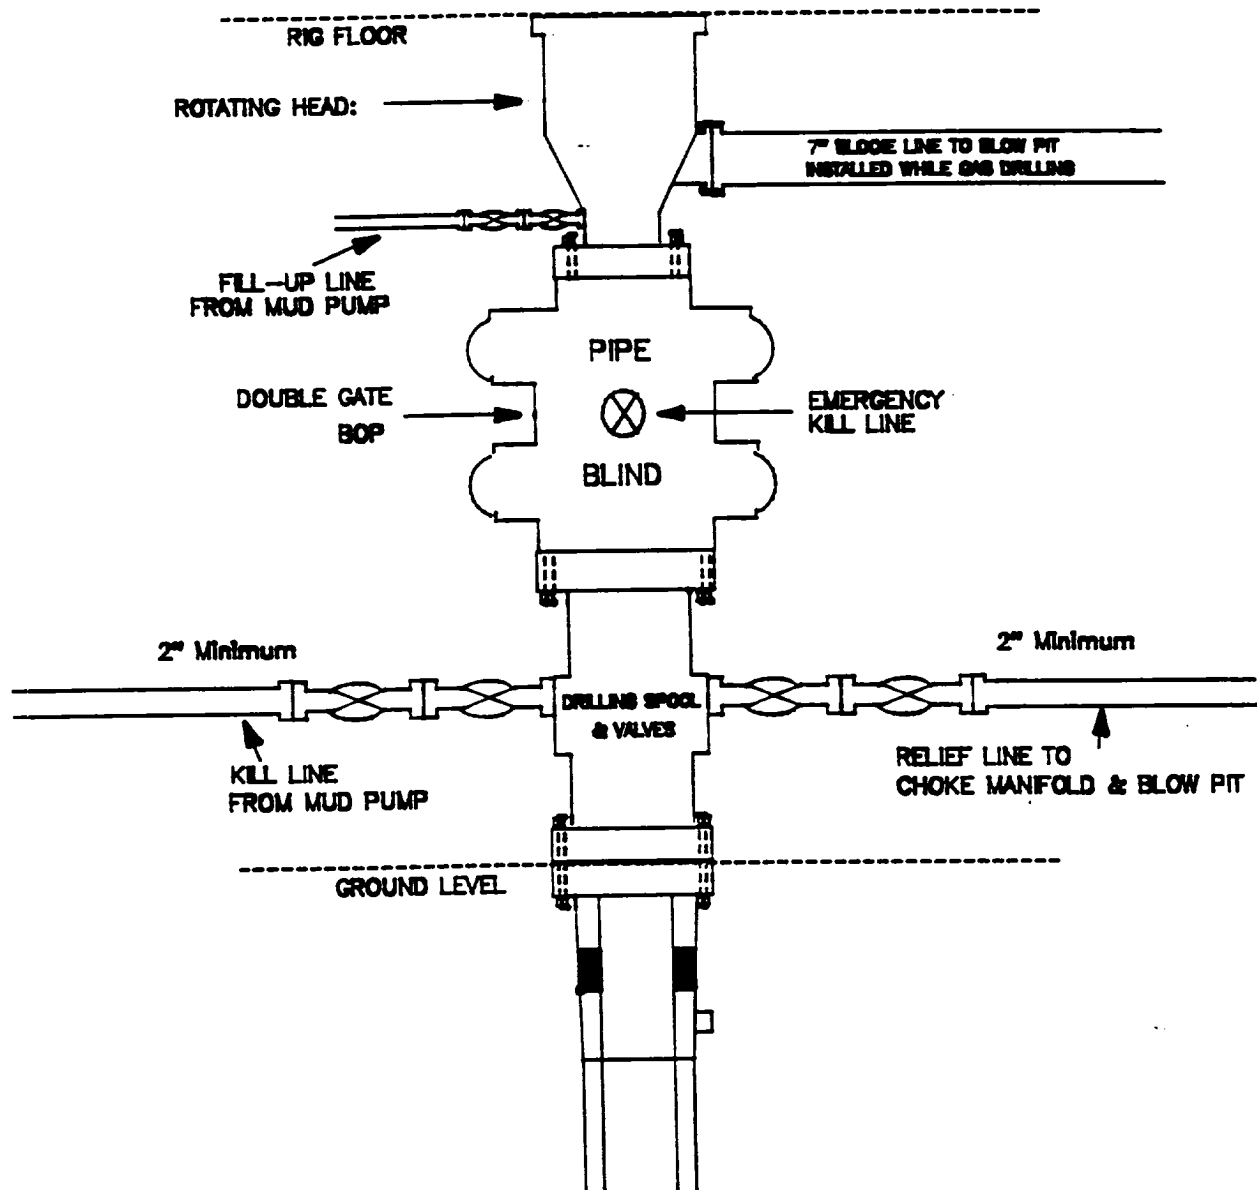 RIG FLOOR
ROTATING HEAD:
7" BLOOIE LINE TO BLOW PIT
INSTALLED WHILE GAS DRILLING
FILL-UP LINE
FROM MUD PUMP
PIPE
DOUBLE GATE
BOP
EMERGENCY
KILL LINE
BLIND
2" Minimum
2" Minimum
DRILLING SPOOL
& VALVES
KILL LINE
FROM MUD PUMP
RELIEF LINE TO
CHOKE MANIFOLD & BLOW PIT
GROUND LEVEL